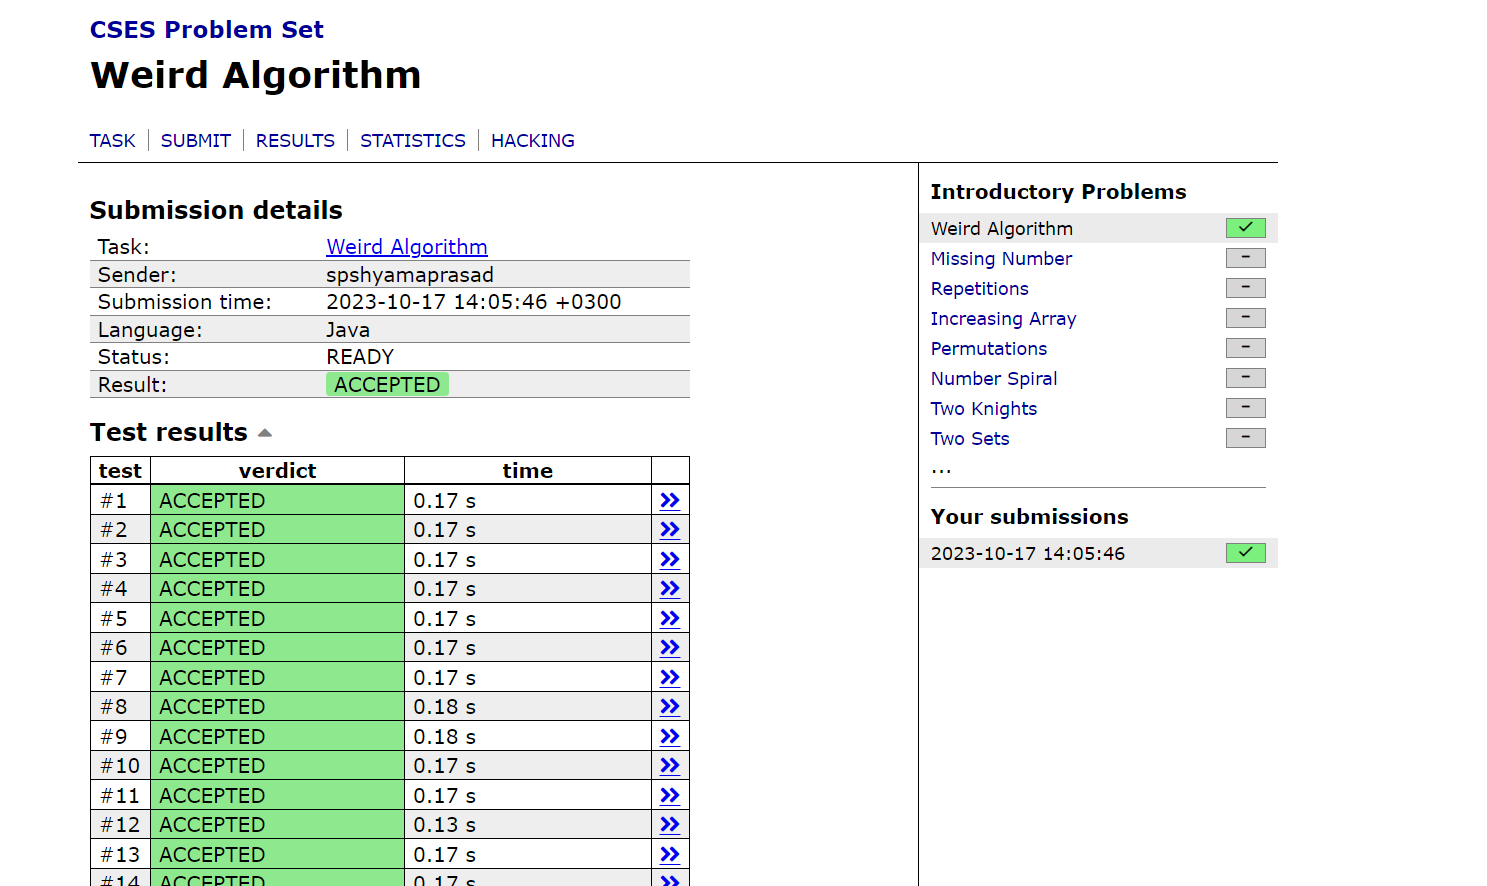 CSES Problem Set
Weird Algorithm
TASK SUBMIT RESULTS STATISTICS HACKING
Submission details
Task: Weird Algorithm
Sender: spshyamaprasad
Submission time: 2023-10-17 14:05:46 +0300
Language: Java
Status: READY
Result: ACCEPTED
Test results
test verdict time
#1 ACCEPTED 0.17 s »
#2 ACCEPTED 0.17 s »
#3 ACCEPTED 0.17 s »
#4 ACCEPTED 0.17 s »
#5 ACCEPTED 0.17 s »
#6 ACCEPTED 0.17 s »
#7 ACCEPTED 0.17 s »
#8 ACCEPTED 0.18 s »
#9 ACCEPTED 0.18 s »
#10 ACCEPTED 0.17 s »
#11 ACCEPTED 0.17 s »
#12 ACCEPTED 0.13 s »
#13 ACCEPTED 0.17 s »
#14 ACCEPTED 0.17 s »
Introductory Problems
Weird Algorithm ✓
Missing Number –
Repetitions –
Increasing Array –
Permutations –
Number Spiral –
Two Knights –
Two Sets –
...
Your submissions
2023-10-17 14:05:46 ✓